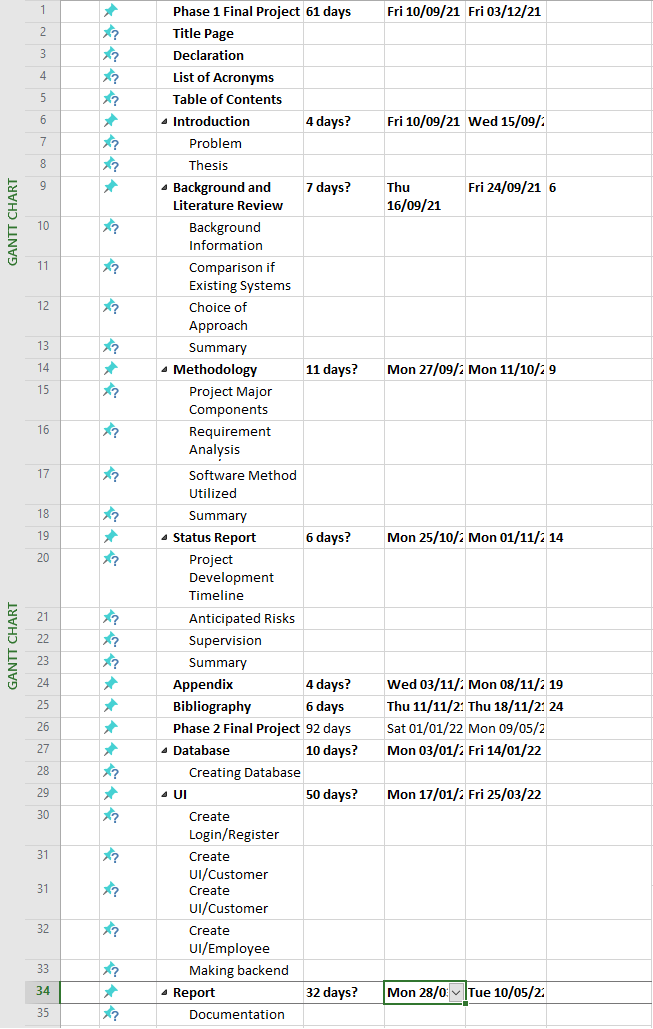 GANTT CHART
GANTT CHART
1 Phase 1 Final Project 61 days Fri 10/09/21 Fri 03/12/21
2 Title Page
3 Declaration
4 List of Acronyms
5 Table of Contents
6 Introduction 4 days? Fri 10/09/21 Wed 15/09/2
7 Problem
8 Thesis
9 Background and 7 days? Thu Fri 24/09/21 6
Literature Review 16/09/21
10 Background
Information
11 Comparison if
Existing Systems
12 Choice of
Approach
13 Summary
14 Methodology 11 days? Mon 27/09/2 Mon 11/10/2 9
15 Project Major
Components
16 Requirement
Analysis
17 Software Method
Utilized
18 Summary
19 Status Report 6 days? Mon 25/10/2 Mon 01/11/2 14
20 Project
Development
Timeline
21 Anticipated Risks
22 Supervision
23 Summary
24 Appendix 4 days? Wed 03/11/2 Mon 08/11/2 19
25 Bibliography 6 days Thu 11/11/21 Thu 18/11/21 24
26 Phase 2 Final Project 92 days Sat 01/01/22 Mon 09/05/2
27 Database 10 days? Mon 03/01/2 Fri 14/01/22
28 Creating Database
29 UI 50 days? Mon 17/01/2 Fri 25/03/22
30 Create
Login/Register
31 Create
UI/Customer
31 Create
UI/Customer
32 Create
UI/Employee
33 Making backend
34 Report 32 days? Mon 28/0 Tue 10/05/22
35 Documentation